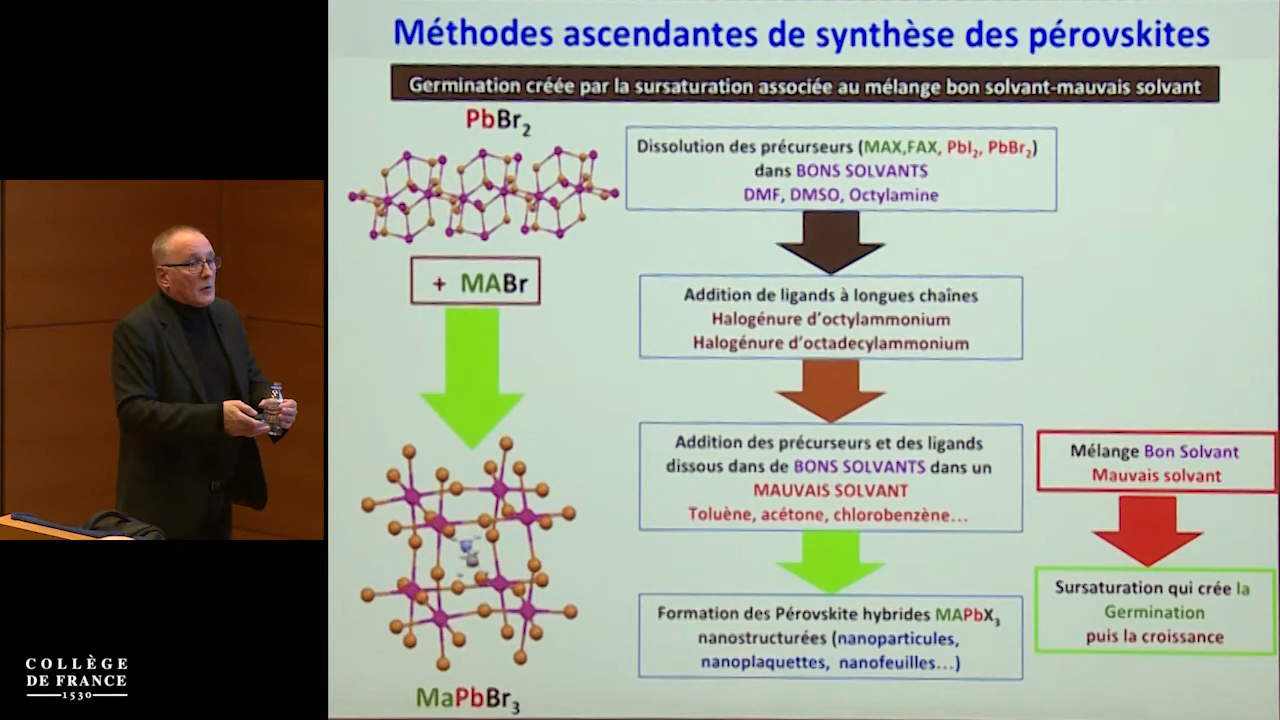 Méthodes ascendantes de synthèse des pérovskites
Germination créée par la sursaturation associée au mélange bon solvant-mauvais solvant
PbBr2
+ MABr
MaPbBr3
Dissolution des précurseurs (MAX,FAX, PbI2, PbBr2)
dans BONS SOLVANTS
DMF, DMSO, Octylamine
Addition de ligands à longues chaînes
Halogénure d'octylammonium
Halogénure d'octadecylammonium
Addition des précurseurs et des ligands
dissous dans de BONS SOLVANTS dans un
MAUVAIS SOLVANT
Toluène, acétone, chlorobenzène…
Formation des Pérovskite hybrides MAPbX3
nanostructurées (nanoparticules,
nanoplaquettes, nanofeuilles…)
Mélange Bon Solvant
Mauvais solvant
Sursaturation qui crée la
Germination
puis la croissance
COLLÈGE
DE FRANCE
1530